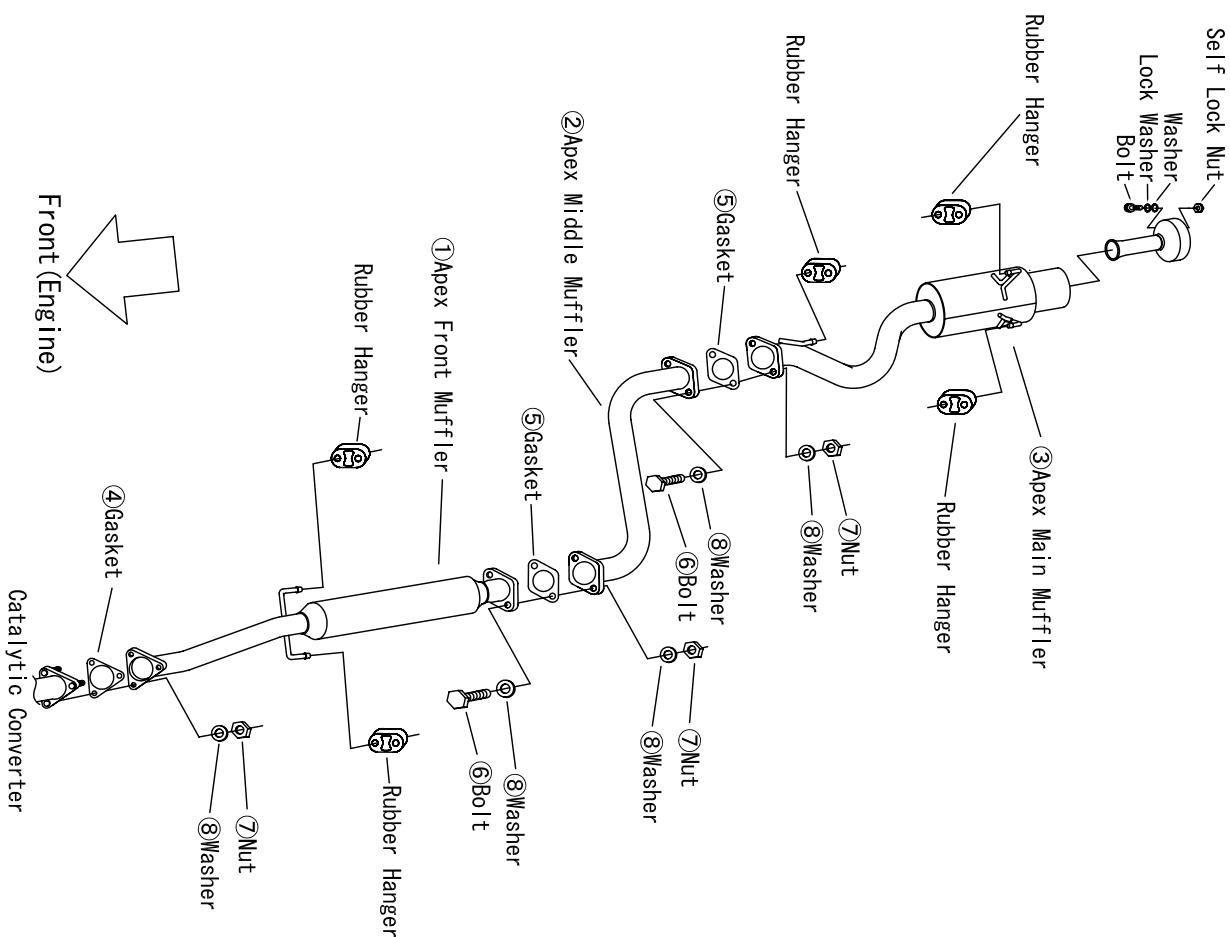 Self Lock Nut
Washer
Lock Washer
Bolt
Rubber Hanger
Rubber Hanger
②Apex Middle Muffler
⑤Gasket
①Apex Front Muffler
Rubber Hanger
Front(Engine)
⑤Gasket
④Gasket
③Apex Main Muffler
Rubber Hanger
⑦Nut
⑧Washer
⑧Washer
⑥Bolt
⑦Nut
⑧Washer
⑧Washer
⑥Bolt
Rubber Hanger
⑦Nut
⑧Washer
Catalytic Converter